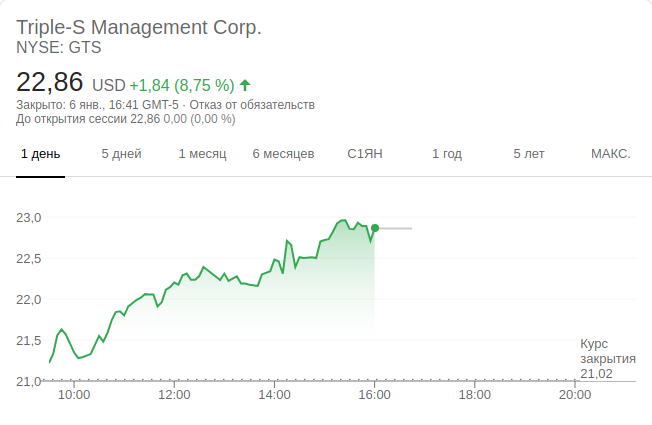 Triple-S Management Corp.
NYSE: GTS
22,86 USD +1,84 (8,75 %)
Закрыто: 6 янв., 16:41 GMT-5 · Отказ от обязательств
До открытия сессии 22,86 0,00 (0,00 %)
1 день 5 дней 1 месяц 6 месяцев С1ЯН 1 год 5 лет МАКС.
23,0
22,5
22,0
21,5
21,0
Курс
закрытия
21,02
10:00 12:00 14:00 16:00 18:00 20:00